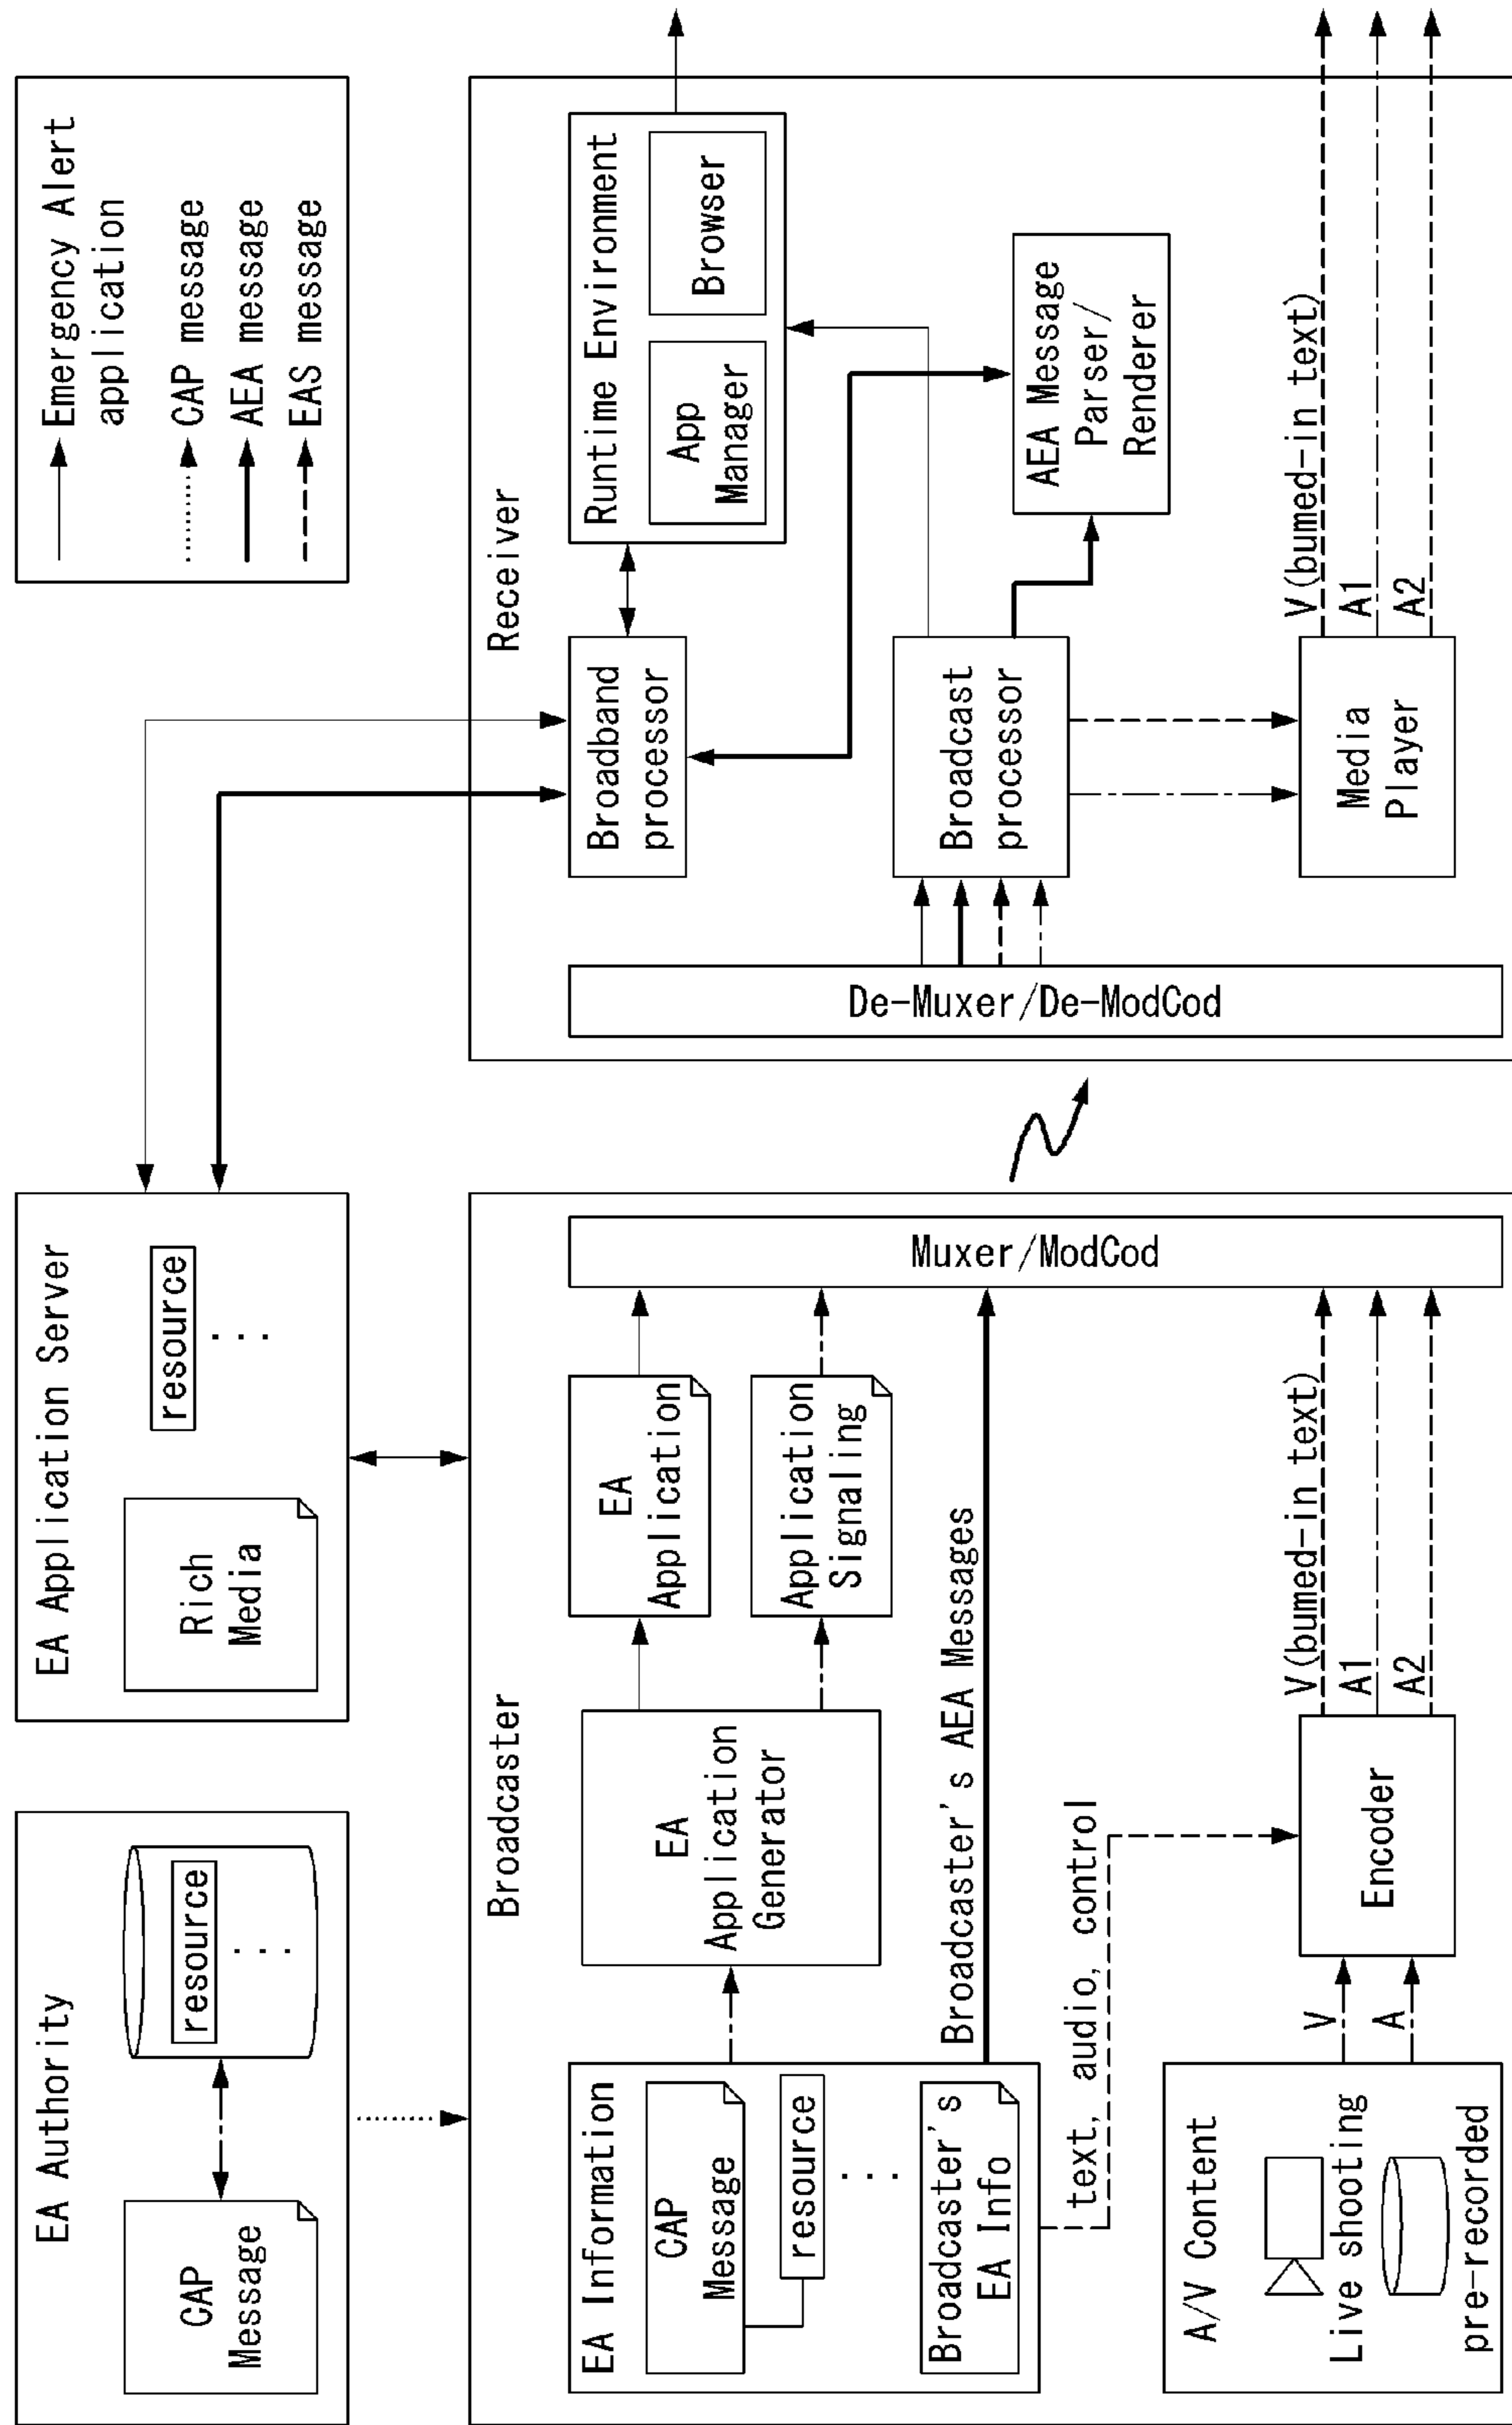 EA Authority
CAP
Message
resource
...
EA Application Server
Rich
Media
resource
...
Emergency Alert
application
CAP message
AEA message
EAS message
Broadcaster
EA Information
CAP
Message
resource
...
Broadcaster's
EA Info
EA
Application
Generator
EA
Application
Application
Signaling
Broadcaster's AEA Messages
text, audio, control
A/V Content
Live shooting
pre-recorded
V
A
Encoder
V(bumed-in text)
A1
A2
Muxer/ModCod
Receiver
De-Muxer/De-ModCod
Broadband
processor
Runtime Environment
App
Manager
Browser
Broadcast
processor
AEA Message
Parser/
Renderer
Media
Player
V(bumed-in text)
A1
A2